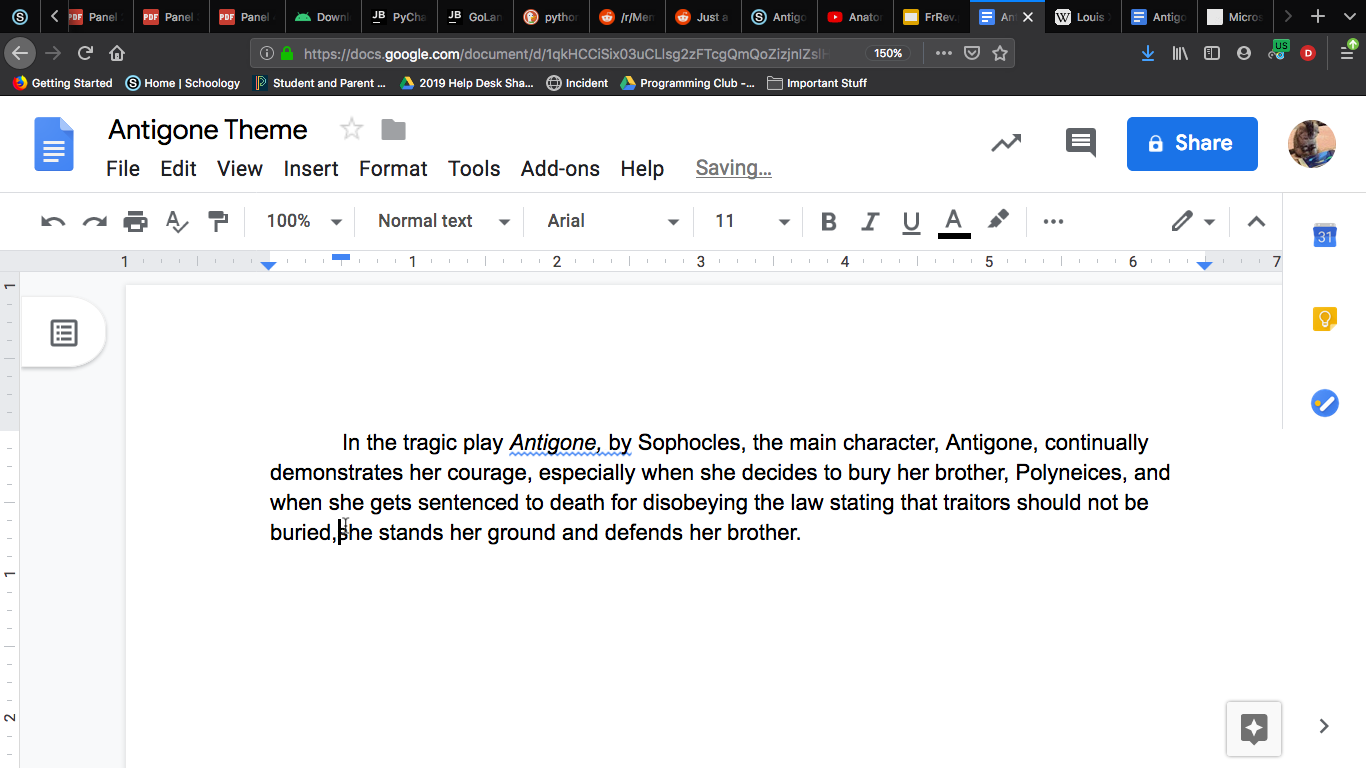 Panel
Panel
Panel
Downl
PyCha
GoLan
python
/r/Men
Just a
Antigo
Anator
FrRev.
An
Louis
Antigo
Micros
https://docs.google.com/document/d/1qkHCCiSix03uCLIsg2zFTcgQmQoZizjnlZslH
150%
US
D
Getting Started
Home | Schoology
Student and Parent ...
2019 Help Desk Sha...
Incident
Programming Club -...
Important Stuff
Antigone Theme
File Edit View Insert Format Tools Add-ons Help Saving...
Share
100% Normal text Arial 11 B I U A
31
1 1 2 3 4 5 6 7
1
1
2
In the tragic play Antigone, by Sophocles, the main character, Antigone, continually
demonstrates her courage, especially when she decides to bury her brother, Polyneices, and
when she gets sentenced to death for disobeying the law stating that traitors should not be
buried,she stands her ground and defends her brother.